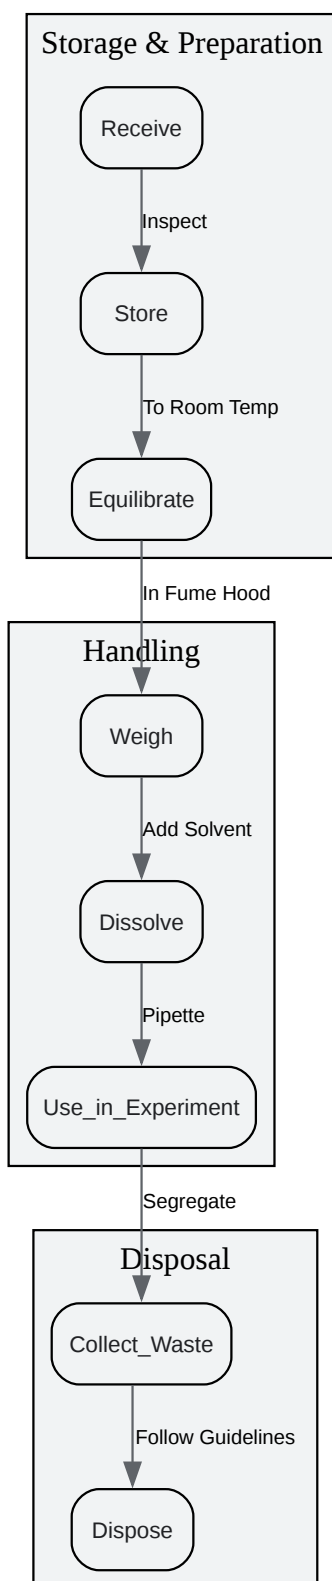 Storage & Preparation
Receive
Inspect
Store
To Room Temp
Equilibrate
In Fume Hood
Handling
Weigh
Add Solvent
Dissolve
Pipette
Use_in_Experiment
Segregate
Disposal
Collect_Waste
Follow Guidelines
Dispose